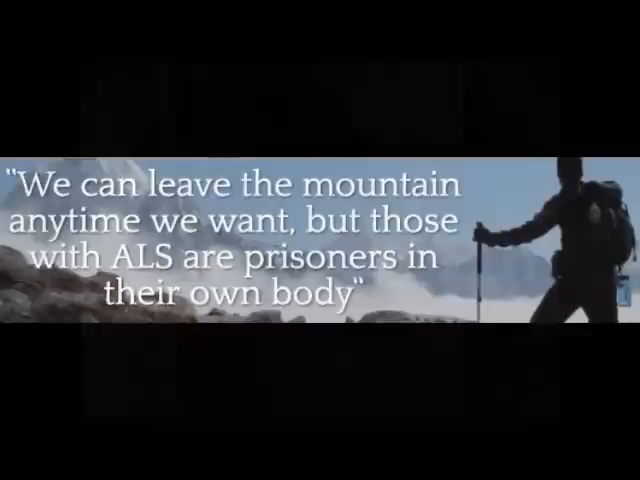 "We can leave the mountain
anytime we want, but those
with ALS are prisoners in
their own body"